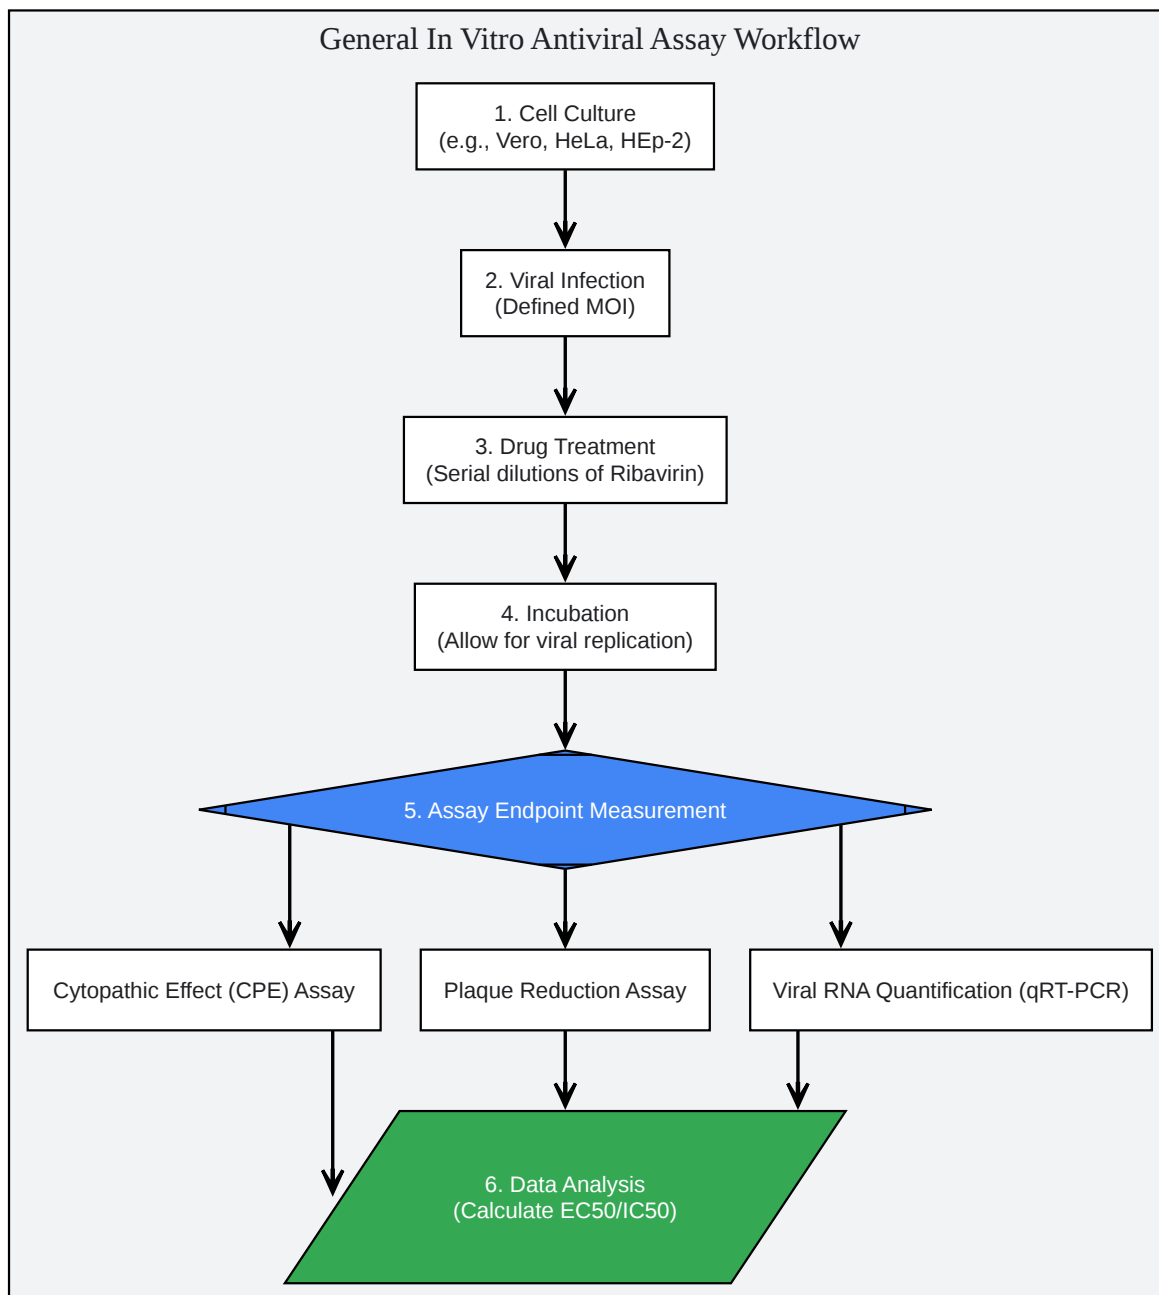 General In Vitro Antiviral Assay Workflow
1. Cell Culture
(e.g., Vero, HeLa, HEp-2)
2. Viral Infection
(Defined MOI)
3. Drug Treatment
(Serial dilutions of Ribavirin)
4. Incubation
(Allow for viral replication)
5. Assay Endpoint Measurement
Cytopathic Effect (CPE) Assay
Plaque Reduction Assay
Viral RNA Quantification (qRT-PCR)
6. Data Analysis
(Calculate EC50/IC50)